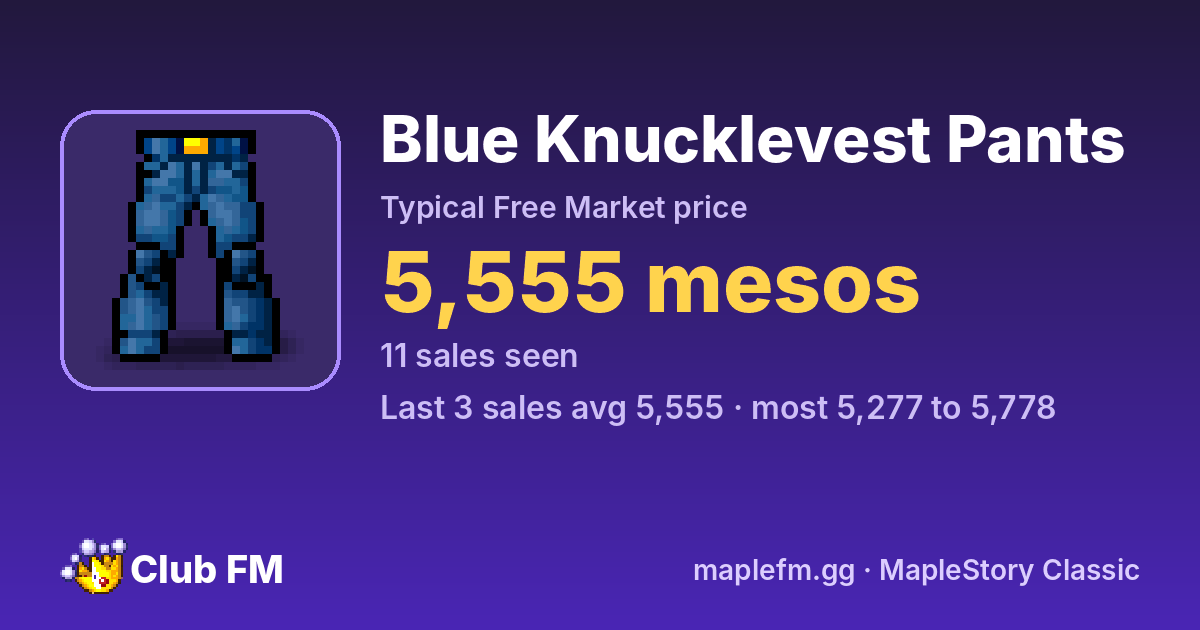 Blue Knucklevest Pants
Typical Free Market price
5,555 mesos
11 sales seen
Last 3 sales avg 5,555 · most 5,277 to 5,778
Club FM
maplefm.gg · MapleStory Classic